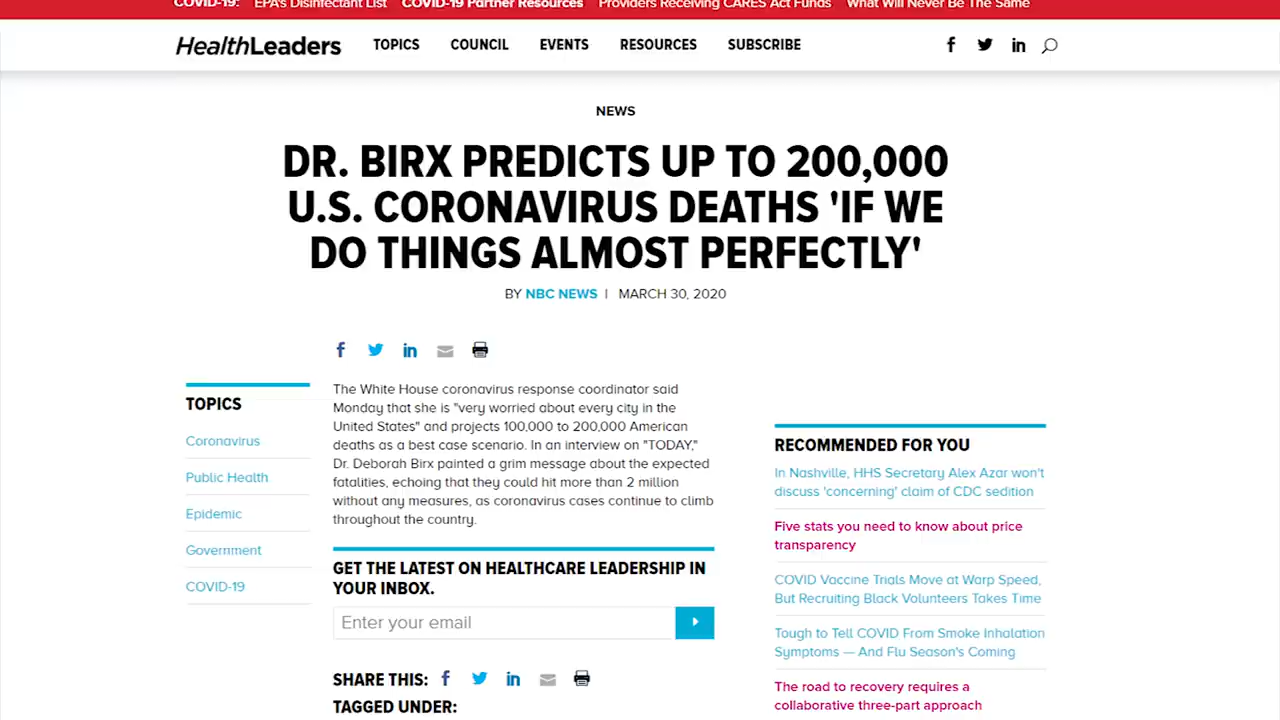 COVID-19: EPA's Disinfectant List COVID-19 Partner Resources Providers Receiving CARES Act Funds What Will Never Be The Same
HealthLeaders TOPICS COUNCIL EVENTS RESOURCES SUBSCRIBE
NEWS
DR. BIRX PREDICTS UP TO 200,000
U.S. CORONAVIRUS DEATHS 'IF WE
DO THINGS ALMOST PERFECTLY'
BY NBC NEWS | MARCH 30, 2020
TOPICS
Coronavirus
Public Health
Epidemic
Government
COVID-19
The White House coronavirus response coordinator said
Monday that she is "very worried about every city in the
United States" and projects 100,000 to 200,000 American
deaths as a best case scenario. In an interview on "TODAY,"
Dr. Deborah Birx painted a grim message about the expected
fatalities, echoing that they could hit more than 2 million
without any measures, as coronavirus cases continue to climb
throughout the country.
GET THE LATEST ON HEALTHCARE LEADERSHIP IN
YOUR INBOX.
Enter your email
SHARE THIS:
TAGGED UNDER:
RECOMMENDED FOR YOU
In Nashville, HHS Secretary Alex Azar won't
discuss 'concerning' claim of CDC sedition
Five stats you need to know about price
transparency
COVID Vaccine Trials Move at Warp Speed,
But Recruiting Black Volunteers Takes Time
Tough to Tell COVID From Smoke Inhalation
Symptoms — And Flu Season's Coming
The road to recovery requires a
collaborative three-part approach